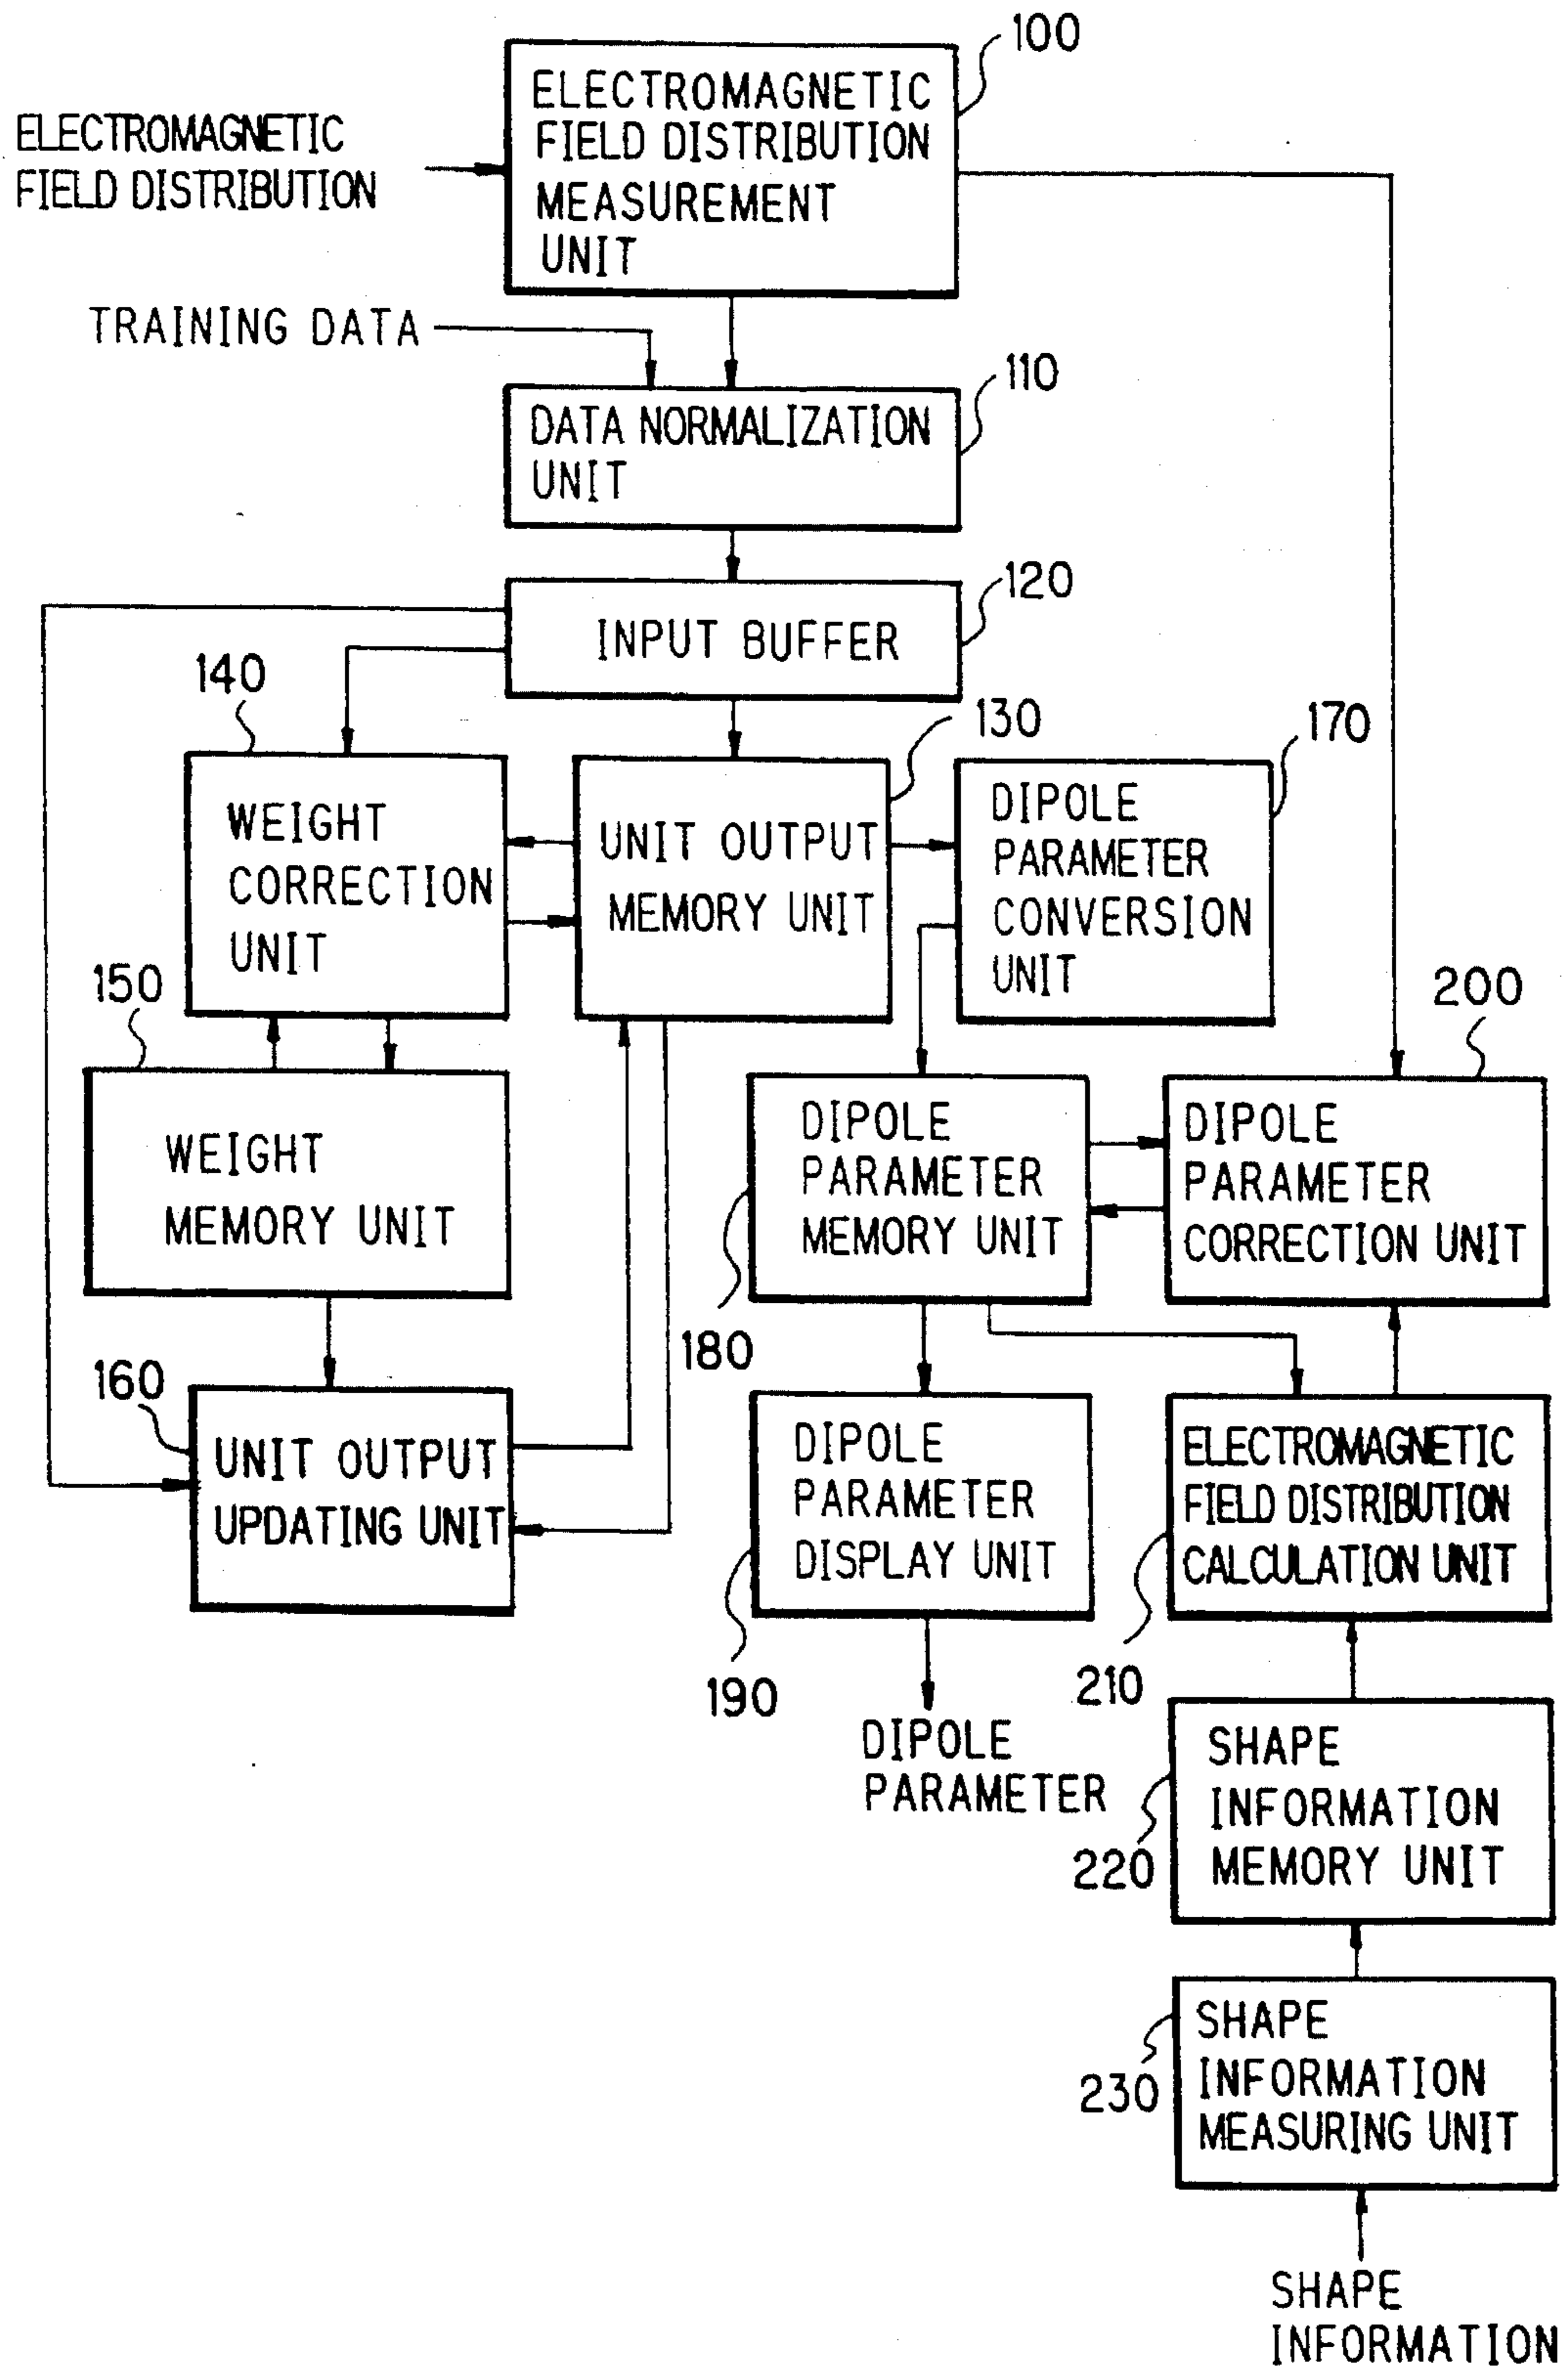 100
ELECTROMAGNETIC
FIELD DISTRIBUTION
ELECTROMAGNETIC
FIELD DISTRIBUTION
MEASUREMENT
UNIT
TRAINING DATA
110
DATA NORMALIZATION
UNIT
120
INPUT BUFFER
140
130
170
WEIGHT
CORRECTION
UNIT
UNIT OUTPUT
MEMORY UNIT
DIPOLE
PARAMETER
CONVERSION
UNIT
150
200
WEIGHT
MEMORY UNIT
DIPOLE
PARAMETER
MEMORY UNIT
DIPOLE
PARAMETER
CORRECTION UNIT
180
160
UNIT OUTPUT
UPDATING UNIT
DIPOLE
PARAMETER
DISPLAY UNIT
ELECTROMAGNETIC
FIELD DISTRIBUTION
CALCULATION UNIT
190
210
DIPOLE
PARAMETER
SHAPE
INFORMATION
MEMORY UNIT
220
SHAPE
INFORMATION
MEASURING UNIT
230
SHAPE
INFORMATION